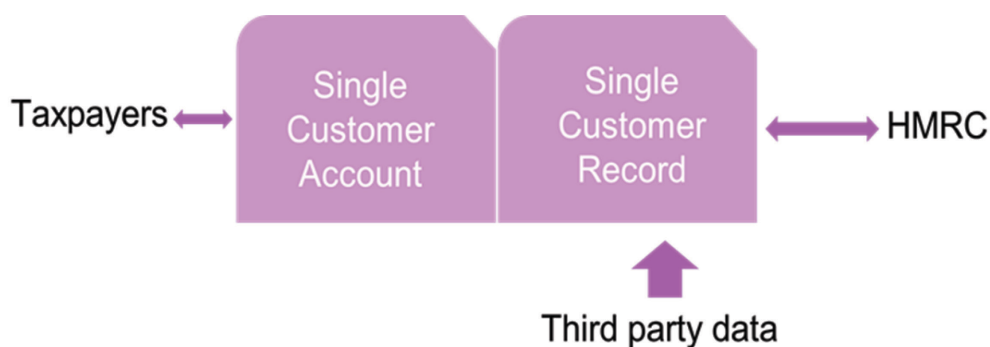 Taxpayers
Single
Customer
Account
Single
Customer
Record
HMRC
Third party data